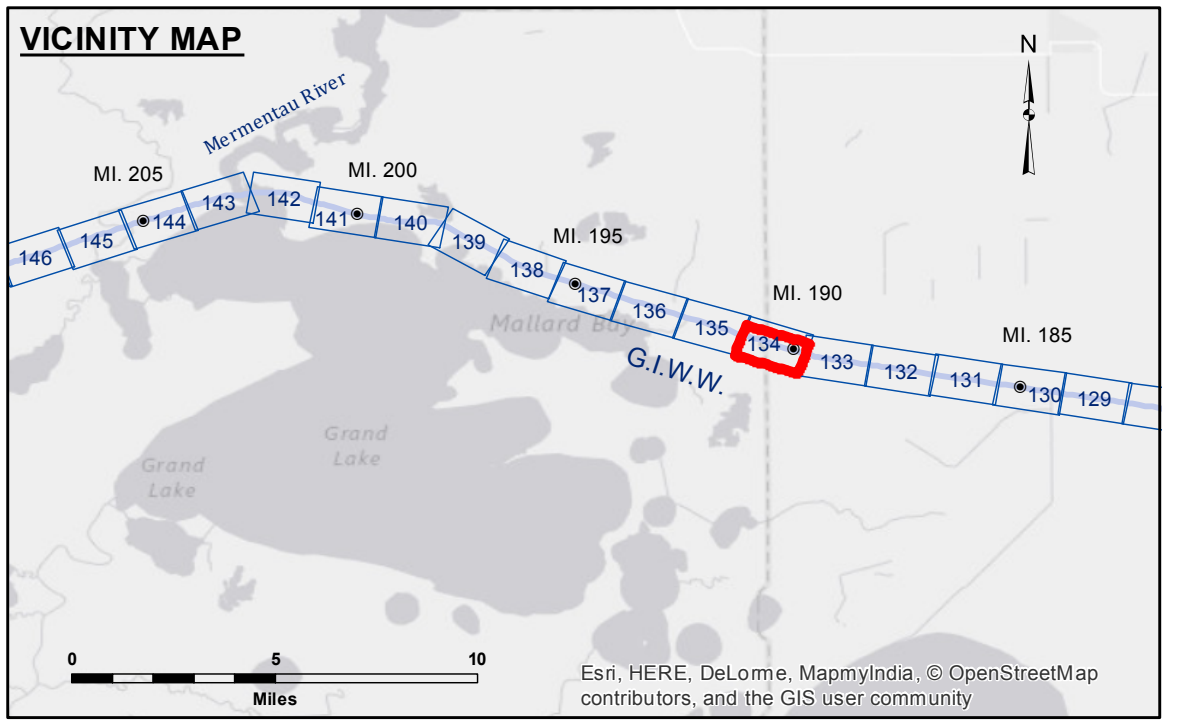 VICINITY MAP
N
Mermentau River
MI. 205
MI. 200
MI. 195
MI. 190
MI. 185
146
145
144
143
142
141
140
139
138
137
136
135
134
133
132
131
130
129
Mallard Bay
G.I.W.W.
Grand
Lake
Grand
Lake
0 5 10
Miles
Esri, HERE, DeLorme, MapmyIndia, © OpenStreetMap
contributors, and the GIS user community